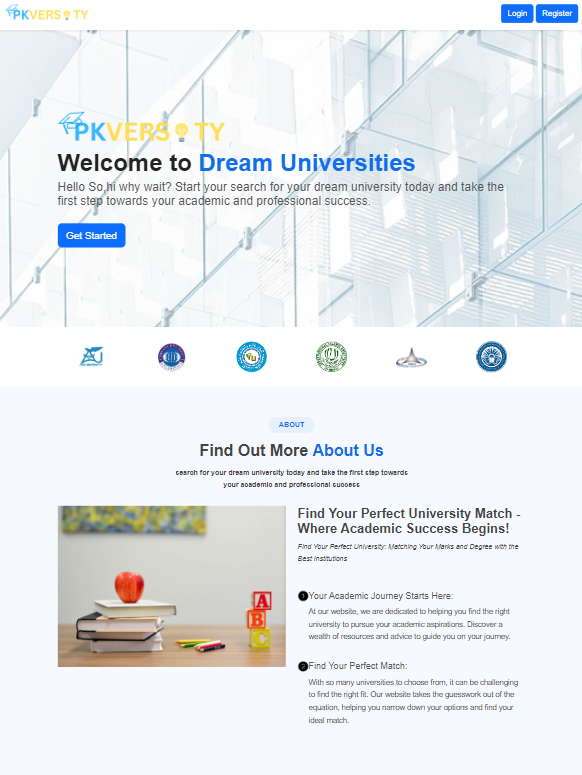 PKVERSITY
Login
Register
PKVERSITY
Welcome to Dream Universities
Hello So,hi why wait? Start your search for your dream university today and take the
first step towards your academic and professional success.
Get Started
ABOUT
Find Out More About Us
search for your dream university today and take the first step towards
your academic and professional success
Find Your Perfect University Match -
Where Academic Success Begins!
Find Your Perfect University: Matching Your Marks and Degree with the
Best Institutions
A
B
C
1 Your Academic Journey Starts Here:
At our website, we are dedicated to helping you find the right
university to pursue your academic aspirations. Discover a
wealth of resources and advice to guide you on your journey.
2 Find Your Perfect Match:
With so many universities to choose from, it can be challenging
to find the right fit. Our website takes the guesswork out of the
equation, helping you narrow down your options and find your
ideal match.